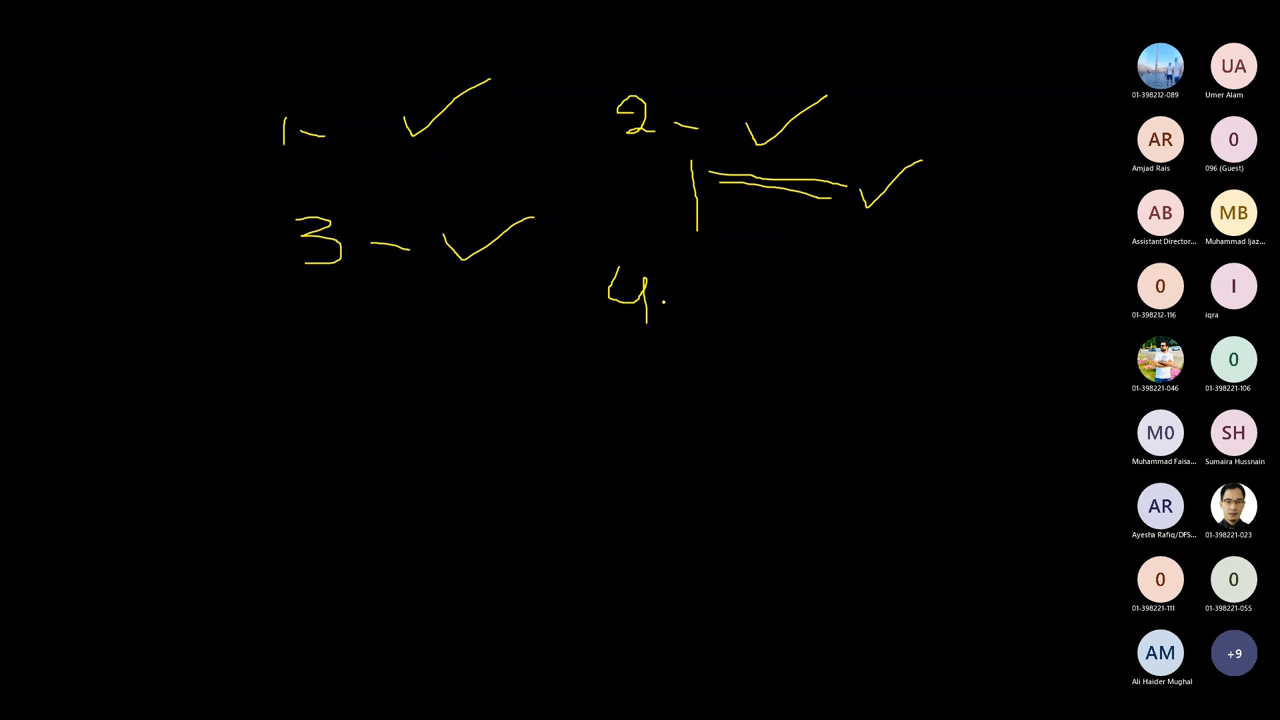 1 - ✓
2 - ✓
✓
3 - ✓
4.
UA
01-398212-089
Umer Alam
AR
0
Amjad Rais
096 (Guest)
AB
MB
Assistant Director...
Muhammad Ijaz...
0
I
01-398212-116
iqra
0
01-398221-046
01-398221-106
M0
SH
Muhammad Faisa...
Sumaira Hussnain
AR
Ayesha Rafiq/DFS...
01-398221-023
0
0
01-398221-111
01-398221-055
AM
+9
Ali Haider Mughal